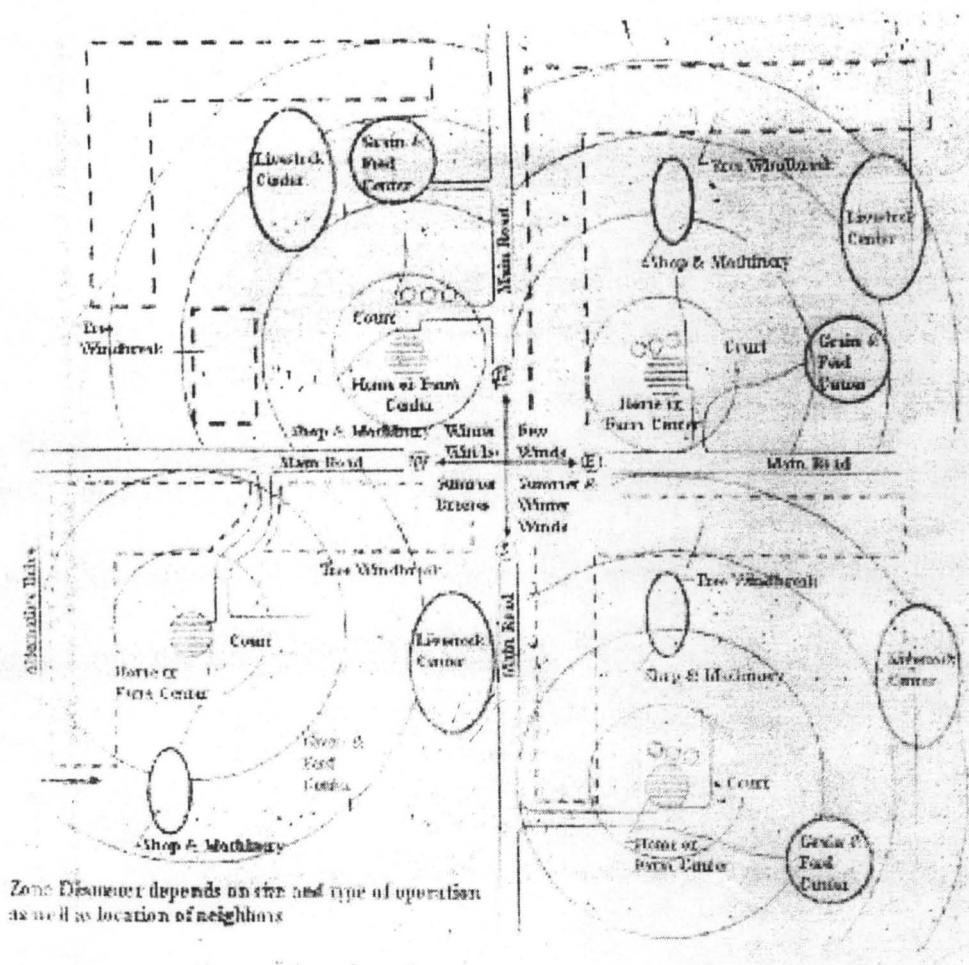 Livestock
Center
Grain &
Feed
Center
Main Road
Court
Tree
Windbreak
Home or Farm
Center
Shop & Machinery
Main Road
Tree Windbreak
Livestock
Center
Shop & Machinery
Court
Grain &
Feed
Home or
Farm Center
Main Road
Winds
W
E
Summer
Breezes
Summer &
Winter
Winds
Tree Windbreak
Livestock
Center
Court
Home or
Farm Center
Grain &
Feed
Center
Shop & Machinery
Main Road
Tree Windbreak
Livestock
Center
Shop & Machinery
Court
Home or
Farm Center
Grain &
Feed
Center
Zone Diameter depends on size and type of operation
as well as location of neighbors